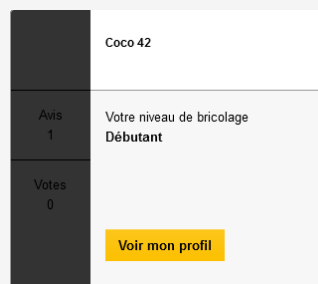 Coco 42
Avis
1
Votes
0
Votre niveau de bricolage
Débutant
Voir mon profil